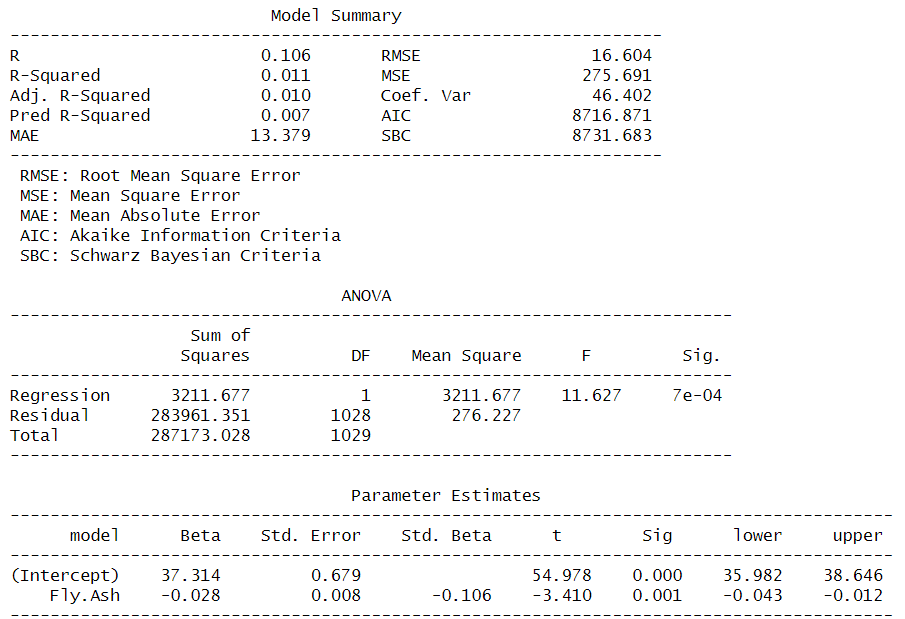 Model Summary
-----------------------------------------------------------------
R                        0.106       RMSE                 16.604
R-Squared                0.011       MSE                 275.691
Adj. R-Squared           0.010       Coef. Var            46.402
Pred R-Squared           0.007       AIC                8716.871
MAE                     13.379       SBC                8731.683
-----------------------------------------------------------------
RMSE: Root Mean Square Error
MSE: Mean Square Error
MAE: Mean Absolute Error
AIC: Akaike Information Criteria
SBC: Schwarz Bayesian Criteria
ANOVA
------------------------------------------------------------------------
Sum of
Squares          DF    Mean Square      F         Sig.
------------------------------------------------------------------------
Regression      3211.677           1       3211.677    11.627     7e-04
Residual      283961.351        1028        276.227
Total         287173.028        1029
------------------------------------------------------------------------
Parameter Estimates
----------------------------------------------------------------------------------------
model      Beta    Std. Error    Std. Beta      t        Sig      lower     upper
----------------------------------------------------------------------------------------
(Intercept)    37.314         0.679                 54.978    0.000    35.982    38.646
Fly.Ash    -0.028         0.008       -0.106    -3.410    0.001    -0.043    -0.012
----------------------------------------------------------------------------------------